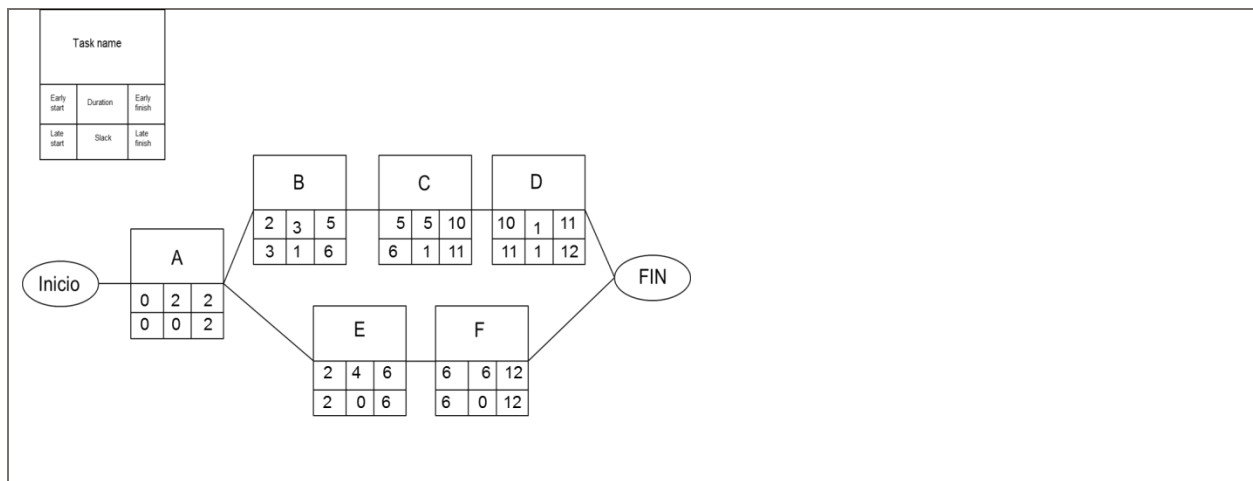 Task name
Early start
Duration
Early finish
Late start
Slack
Late finish
B
2 3 5
3 1 6
C
5 5 10
6 1 11
D
10 1 11
11 1 12
Inicio
A
0 2 2
0 0 2
FIN
E
2 4 6
2 0 6
F
6 6 12
6 0 12